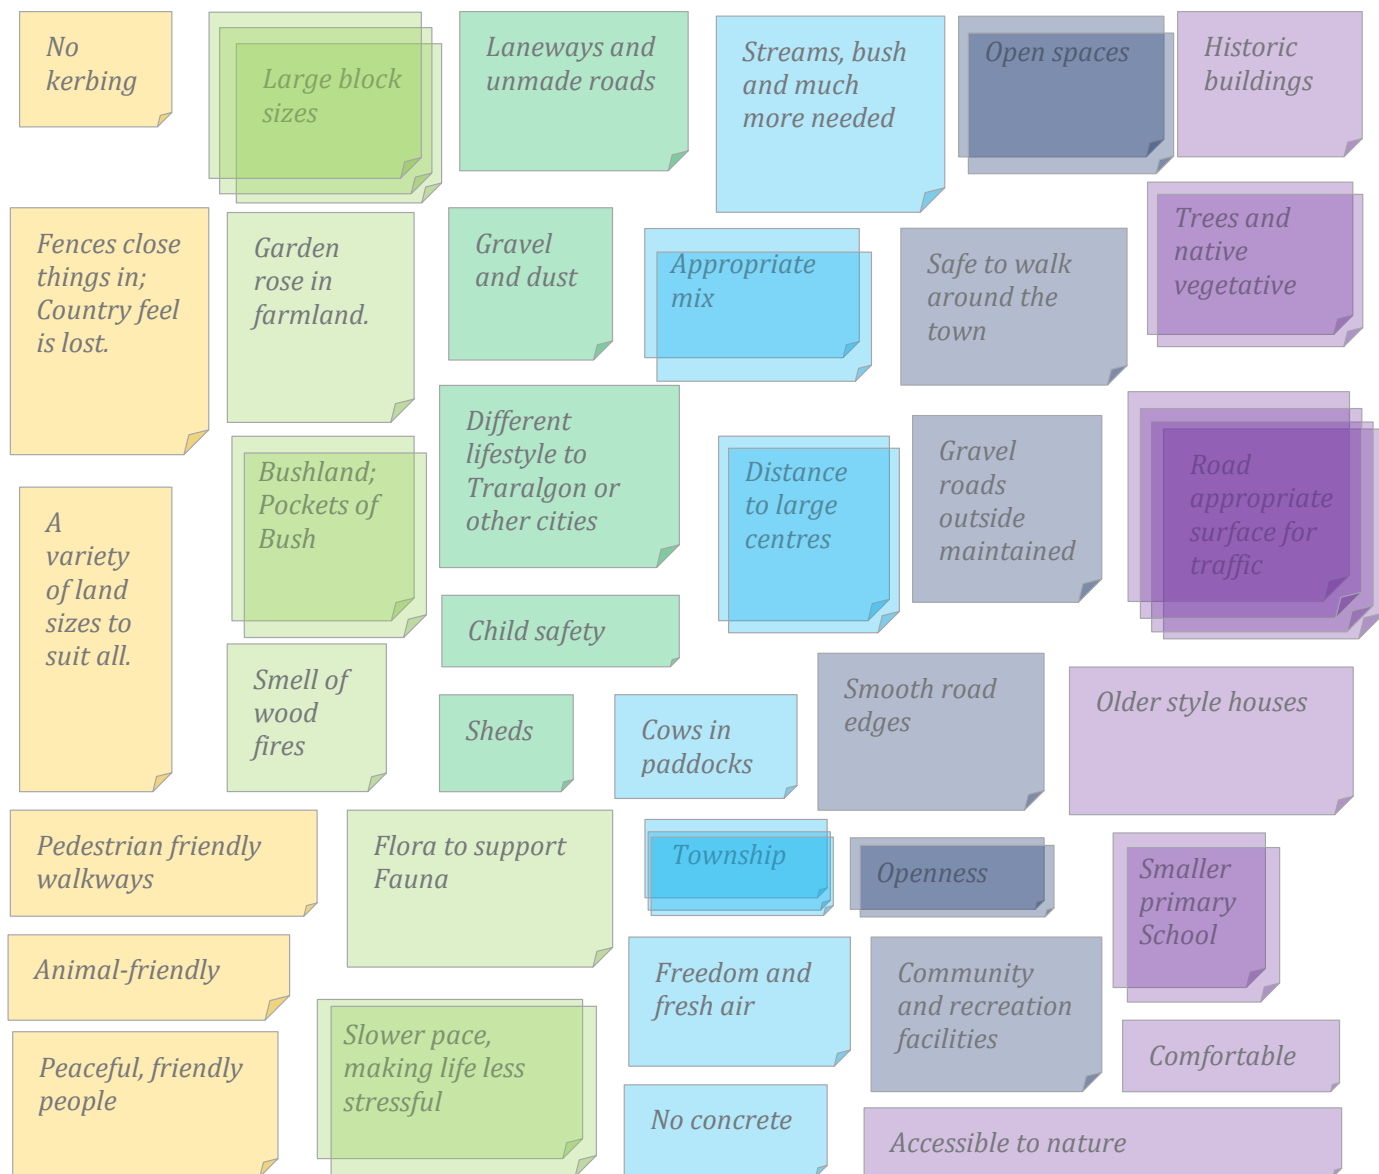 No
kerbing
Large block
sizes
Laneways and
unmade roads
Streams, bush
and much
more needed
Open spaces
Historic
buildings
Fences close
things in;
Country feel
is lost.
Garden
rose in
farmland.
Gravel
and dust
Appropriate
mix
Safe to walk
around the
town
Trees and
native
vegetative
A
variety
of land
sizes to
suit all.
Bushland;
Pockets of
Bush
Different
lifestyle to
Traralgon or
other cities
Distance
to large
centres
Gravel
roads
outside
maintained
Road
appropriate
surface for
traffic
Child safety
Smell of
wood
fires
Sheds
Cows in
paddocks
Smooth road
edges
Older style houses
Pedestrian friendly
walkways
Flora to support
Fauna
Township
Openness
Smaller
primary
School
Animal-friendly
Freedom and
fresh air
Community
and recreation
facilities
Peaceful, friendly
people
Slower pace,
making life less
stressful
Comfortable
No concrete
Accessible to nature